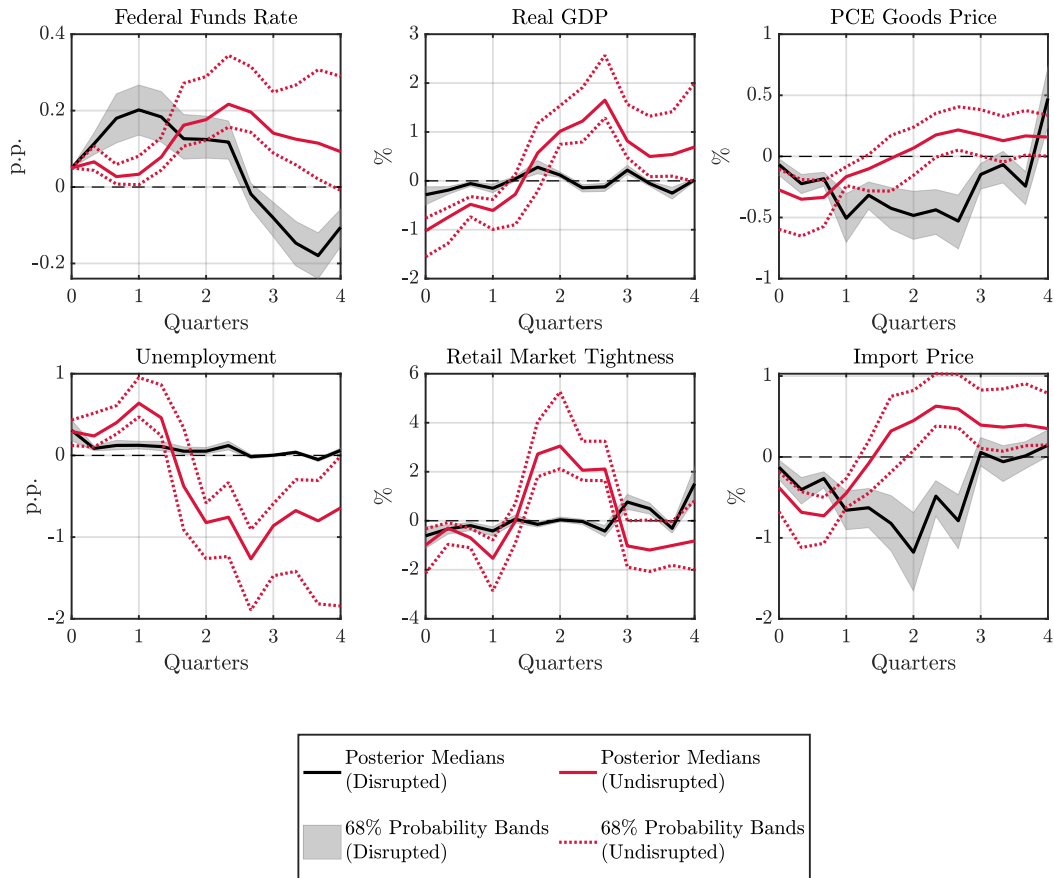 Federal Funds Rate
Real GDP
PCE Goods Price
0.4
0.2
0
-0.2
p.p.
0 1 2 3 4
Quarters
3
2
1
0
-1
-2
%
0 1 2 3 4
Quarters
1
0.5
0
-0.5
-1
%
0 1 2 3 4
Quarters
Unemployment
Retail Market Tightness
Import Price
1
0
-1
-2
p.p.
0 1 2 3 4
Quarters
6
4
2
0
-2
-4
%
0 1 2 3 4
Quarters
1
0
-1
-2
%
0 1 2 3 4
Quarters
Posterior Medians
(Disrupted)
Posterior Medians
(Undisrupted)
68% Probability Bands
(Disrupted)
68% Probability Bands
(Undisrupted)